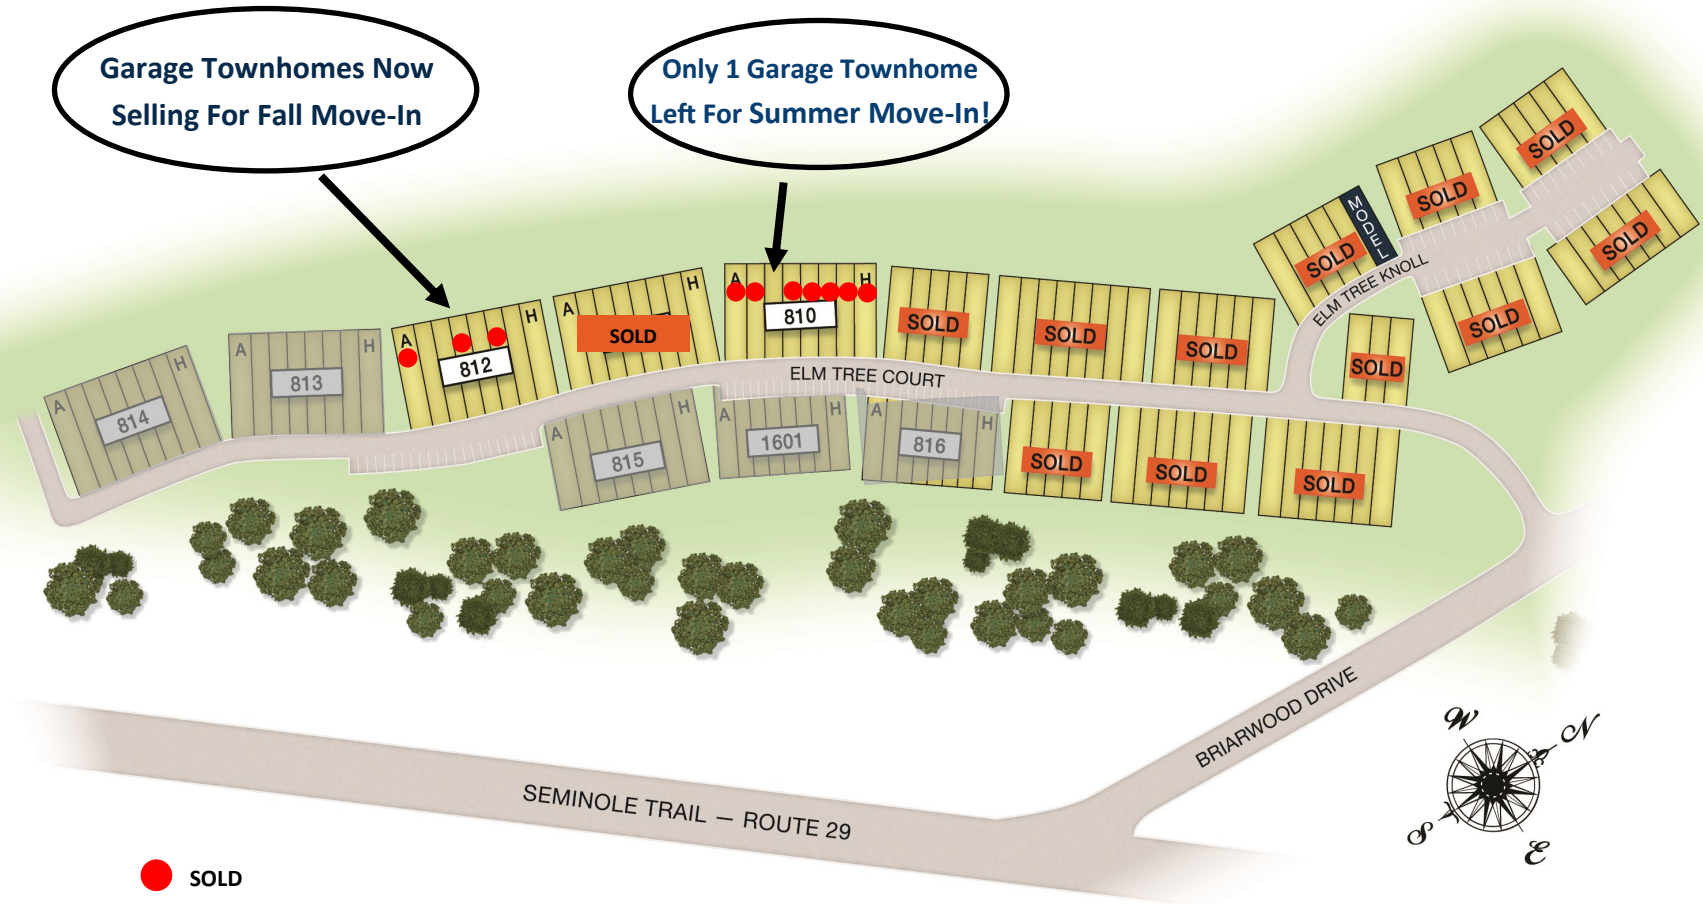 Garage Townhomes Now
Selling For Fall Move-In
Only 1 Garage Townhome
Left For Summer Move-In!
SOLD
SOLD
SOLD
MODEL
SOLD
SOLD
ELM TREE KNOLL
SOLD
A
H
814
A
H
813
A
H
812
A
H
SOLD
A
H
810
SOLD
SOLD
SOLD
SOLD
ELM TREE COURT
A
H
815
A
H
1601
A
H
816
SOLD
SOLD
SOLD
BRIARWOOD DRIVE
SEMINOLE TRAIL — ROUTE 29
W
N
S
E
SOLD